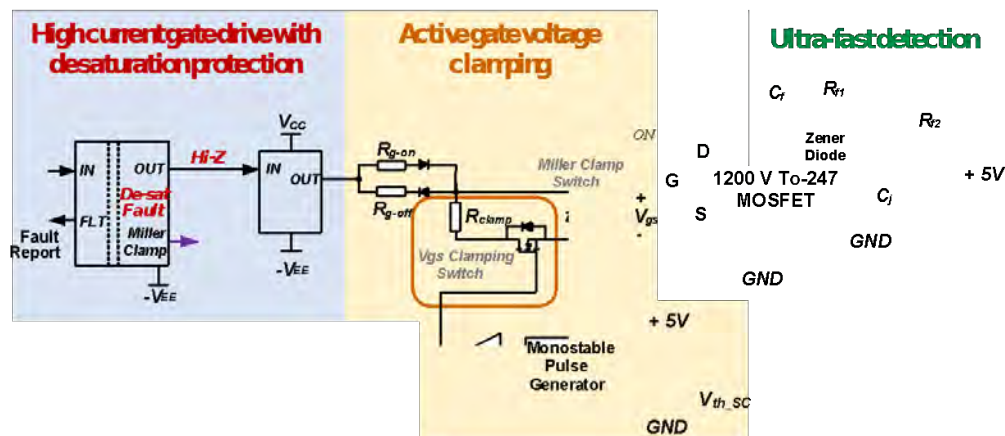 High current gate drive with
desaturation protection
Active gate voltage
clamping
Ultra-fast detection
VCC
IN
OUT
Hi-Z
De-sat
Fault
FLT
Miller
Clamp
Fault
Report
-VEE
IN
OUT
-VEE
Rg-on
Rg-off
Rclamp
Vgs Clamping
Switch
Miller Clamp
Switch
ON
+
Vgs
-
D
G
S
1200 V To-247
MOSFET
Cf
Rf1
Rf2
Zener
Diode
+ 5V
Cj
GND
GND
+ 5V
Monostable
Pulse
Generator
Vth_SC
GND